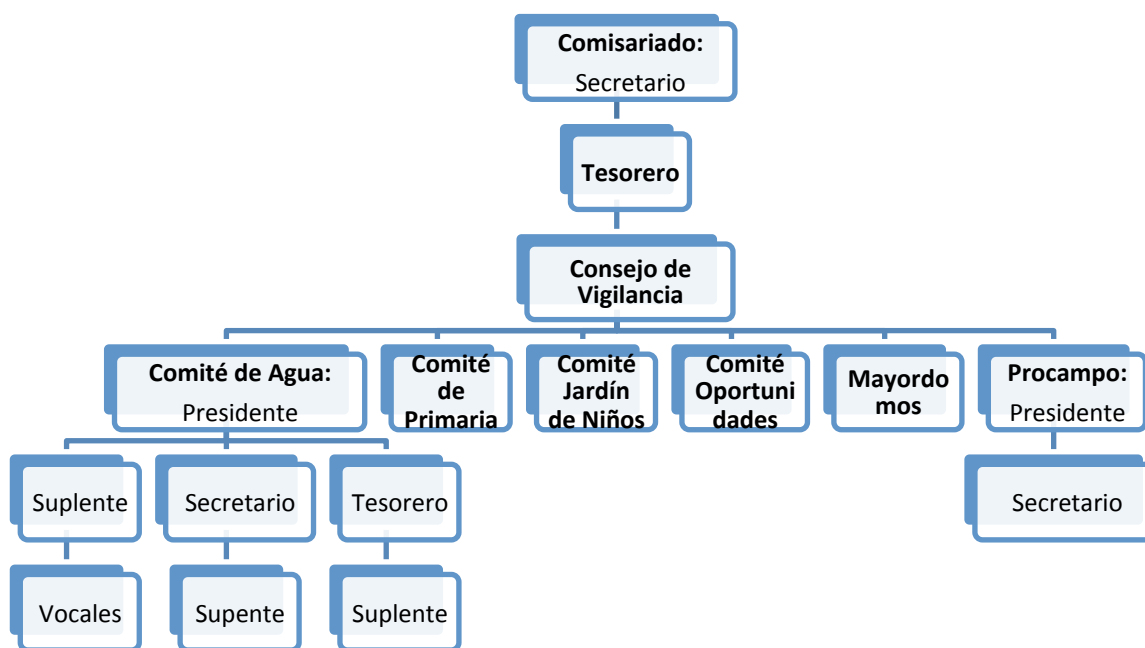 Comisariado:
Secretario
Tesorero
Consejo de
Vigilancia
Comité de Agua:
Presidente
Comité
de
Primaria
Comité
Jardín
de Niños
Comité
Oportuni
dades
Mayordo
mos
Procampo:
Presidente
Suplente
Secretario
Tesorero
Secretario
Vocales
Supente
Suplente